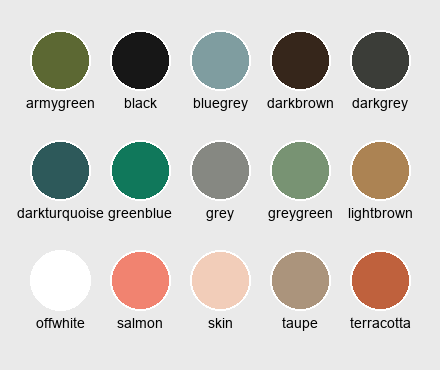 armygreen black bluegrey darkbrown darkgrey
darkturquoise greenblue grey greygreen lightbrown
offwhite salmon skin taupe terracotta